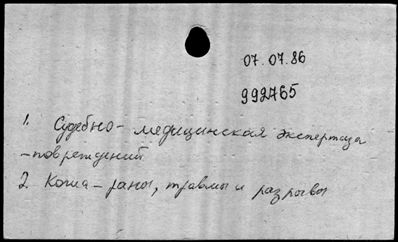 07.07.86
992765
1. Судебно-медицинская экспертиза
-повреждений
2. Кожа-раны, травмы и разрывы